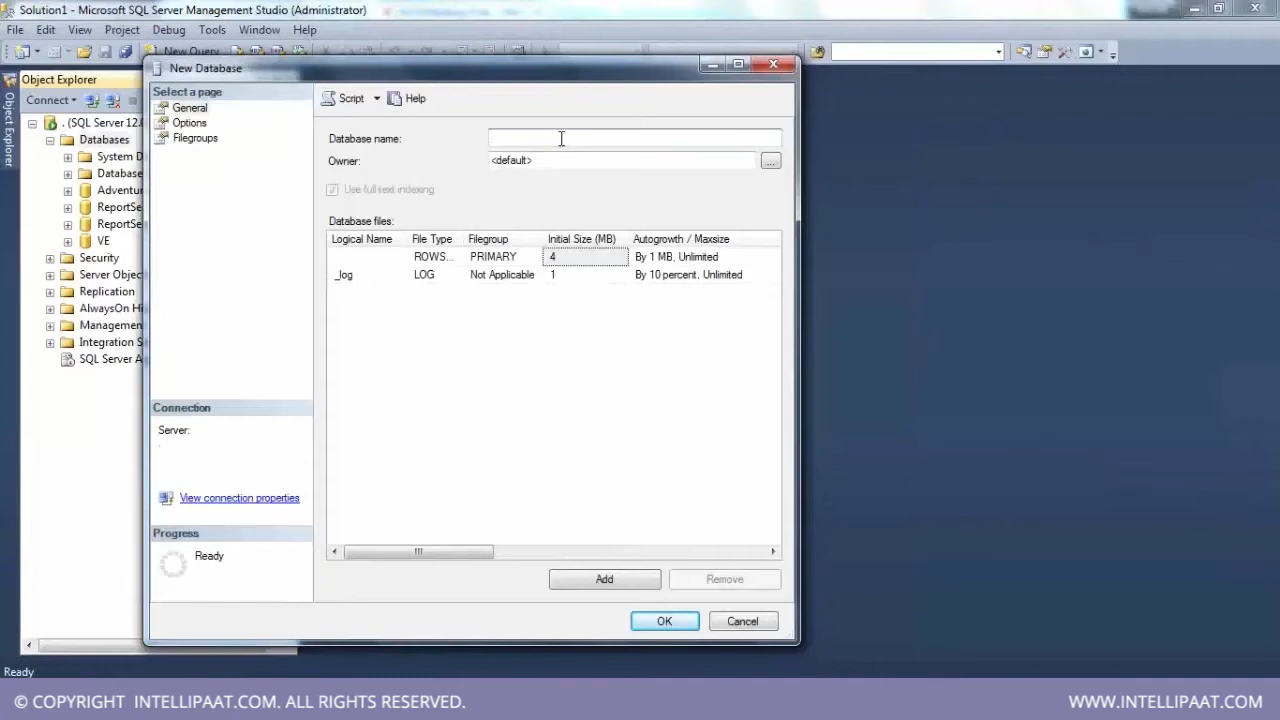 Solution1 - Microsoft SQL Server Management Studio (Administrator)
File Edit View Project Debug Tools Window Help
New Query
Object Explorer
Object Explorer
Connect
. (SQL Server 12.0
Databases
System D
Database
Adventur
ReportSe
ReportSe
VE
Security
Server Objec
Replication
AlwaysOn Hi
Managemen
Integration S
SQL Server A
New Database
Select a page
General
Options
Filegroups
Connection
Server:
.
View connection properties
Progress
Ready
Script Help
Database name:
Owner: <default> ...
Use full-text indexing
Database files:
Logical Name File Type Filegroup Initial Size (MB) Autogrowth / Maxsize
ROWS... PRIMARY 4 By 1 MB, Unlimited
_log LOG Not Applicable 1 By 10 percent, Unlimited
Add Remove
OK Cancel
Ready
© COPYRIGHT INTELLIPAAT.COM. ALL RIGHTS RESERVED. WWW.INTELLIPAAT.COM